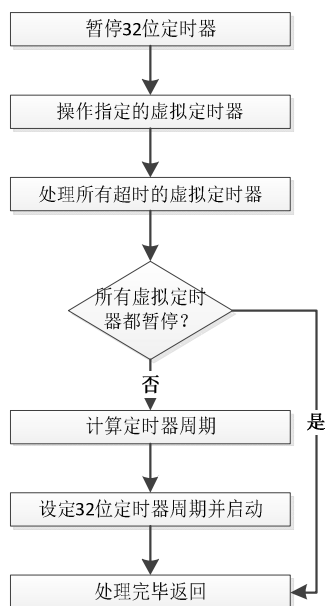 暂停32位定时器
操作指定的虚拟定时器
处理所有超时的虚拟定时器
所有虚拟定时
器都暂停？
否
计算定时器周期
是
设定32位定时器周期并启动
处理完毕返回